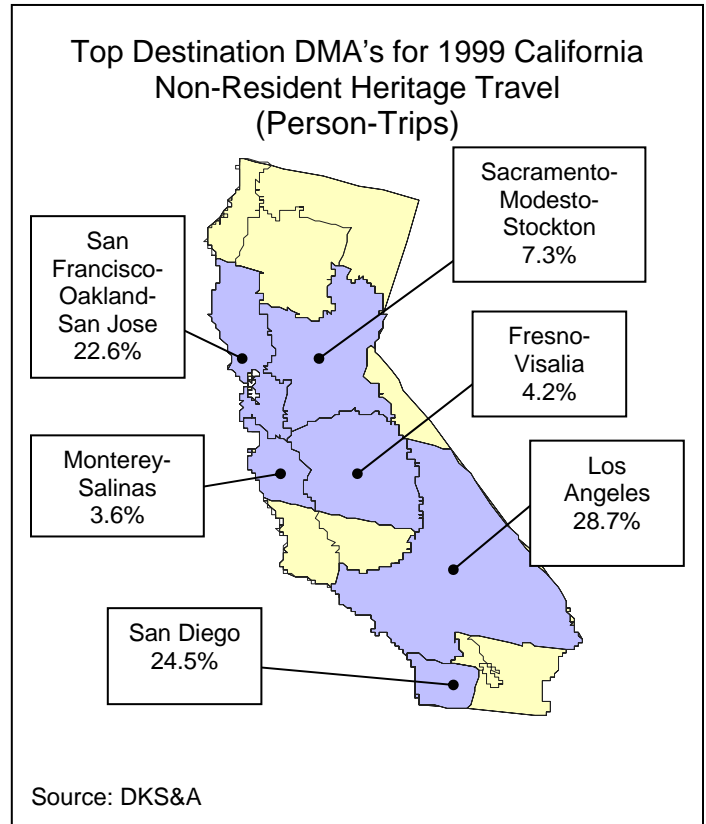 Top Destination DMA's for 1999 California
Non-Resident Heritage Travel
(Person-Trips)
Sacramento-
Modesto-
Stockton
7.3%
San
Francisco-
Oakland-
San Jose
22.6%
Fresno-
Visalia
4.2%
Monterey-
Salinas
3.6%
Los
Angeles
28.7%
San Diego
24.5%
Source: DKS&A